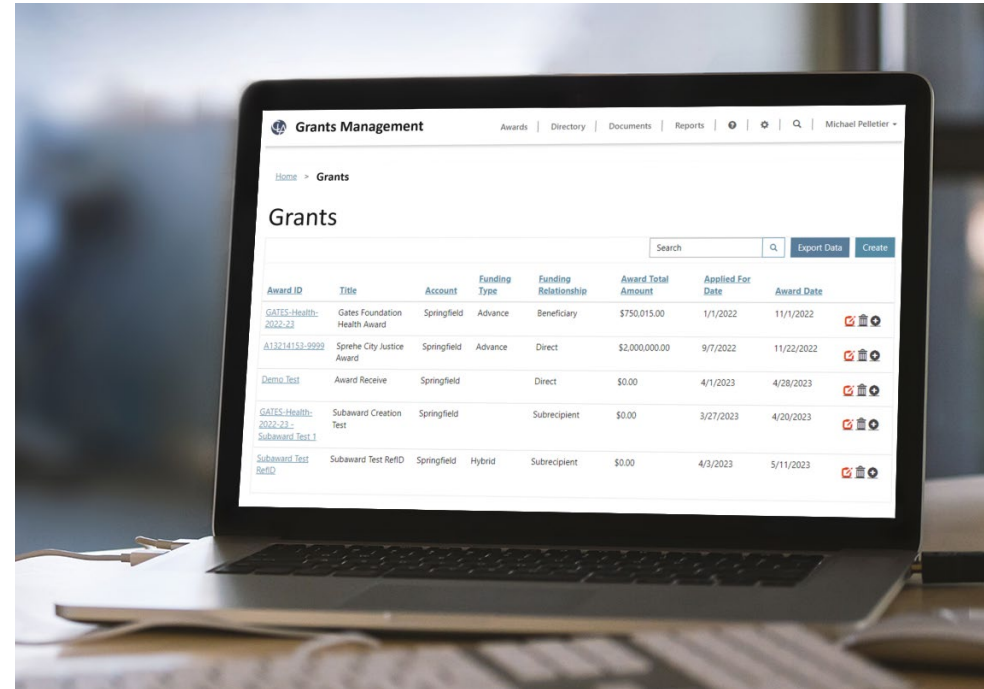 CLA Grants Management Awards | Directory | Documents | Reports | | | | Michael Pelletier
Home > Grants
Grants
Search Export Data Create
Funding Funding Award Total Applied For
Award ID Title Account Type Relationship Amount Date Award Date
GATES-Health- Gates Foundation Springfield Advance Beneficiary $750,015.00 1/1/2022 11/1/2022
2022-23 Health Award
A13214153-9999 Sprehe City Justice Springfield Advance Direct $2,000,000.00 9/7/2022 11/22/2022
Award
Demo Test Award Receive Springfield Direct $0.00 4/1/2023 4/28/2023
GATES-Health- Subaward Creation Springfield Subrecipient $0.00 3/27/2023 4/20/2023
2022-23 - Test
Subaward Test 1
Subaward Test Subaward Test RefID Springfield Hybrid Subrecipient $0.00 4/3/2023 5/11/2023
RefID